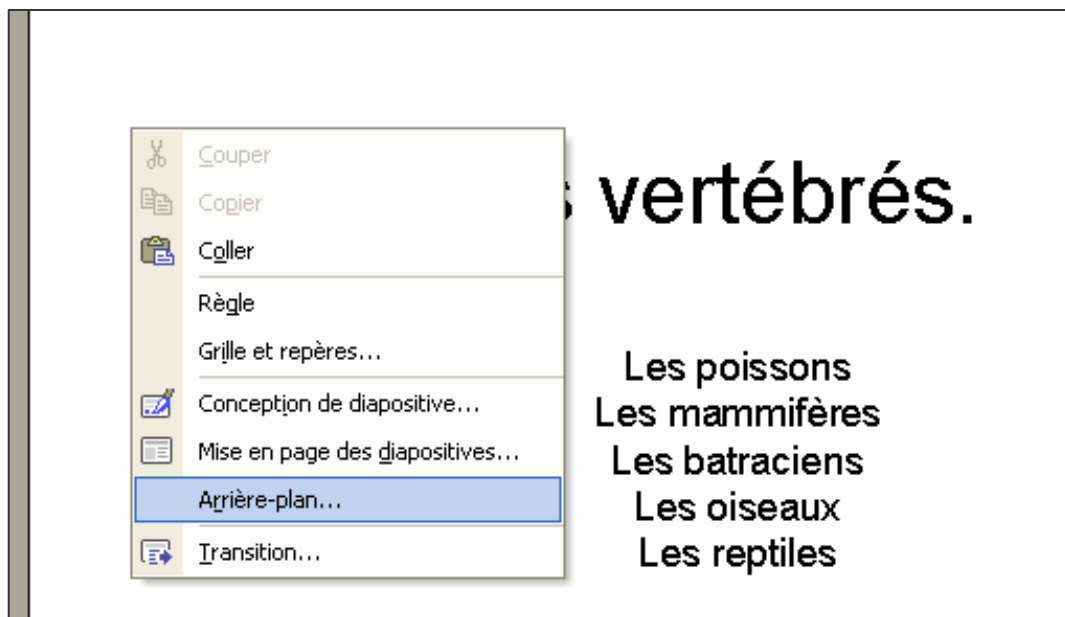 Couper
Copier
Coller
Règle
Grille et repères...
Conception de diapositive...
Mise en page des diapositives...
Arrière-plan...
Transition...
vertébrés.
Les poissons
Les mammifères
Les batraciens
Les oiseaux
Les reptiles